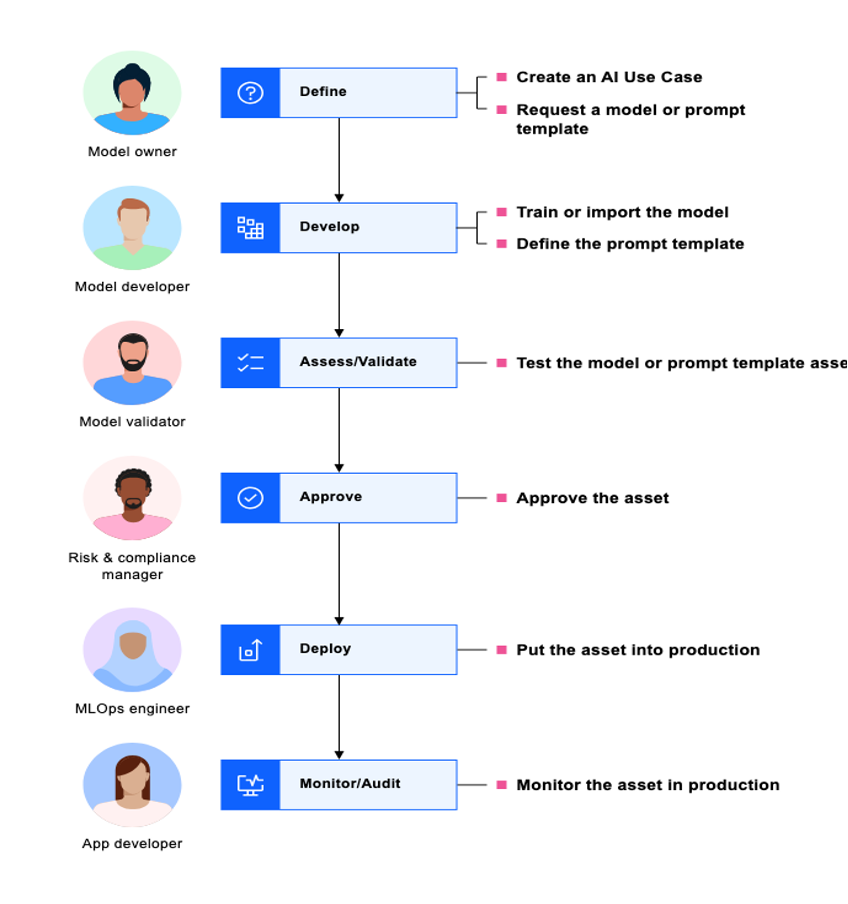 Define
Create an AI Use Case
Request a model or prompt
template
Model owner
Develop
Train or import the model
Define the prompt template
Model developer
Assess/Validate
Test the model or prompt template
Model validator
Approve
Approve the asset
Risk & compliance
manager
Deploy
Put the asset into production
MLOps engineer
Monitor/Audit
Monitor the asset in production
App developer